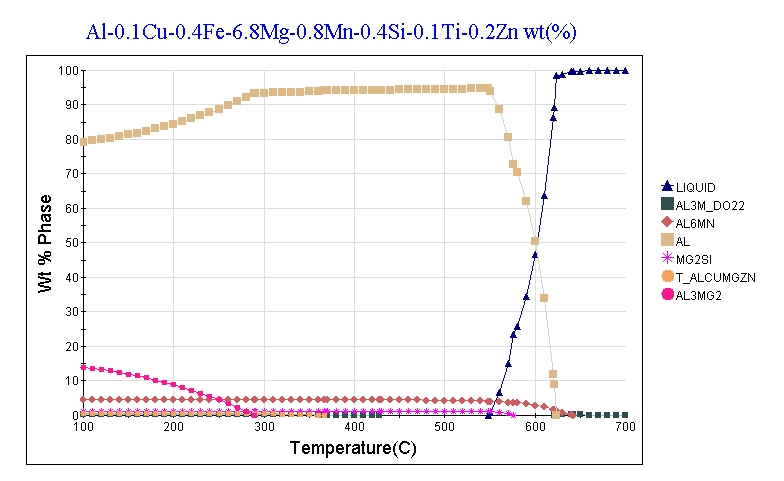 Al-0.1Cu-0.4Fe-6.8Mg-0.8Mn-0.4Si-0.1Ti-0.2Zn wt(%)
100
90
80
70
60
50
40
30
20
10
0
Wt % Phase
100 200 300 400 500 600 700
Temperature(C)
LIQUID
AL3M_DO22
AL6MN
AL
MG2SI
T_ALCUMGZN
AL3MG2